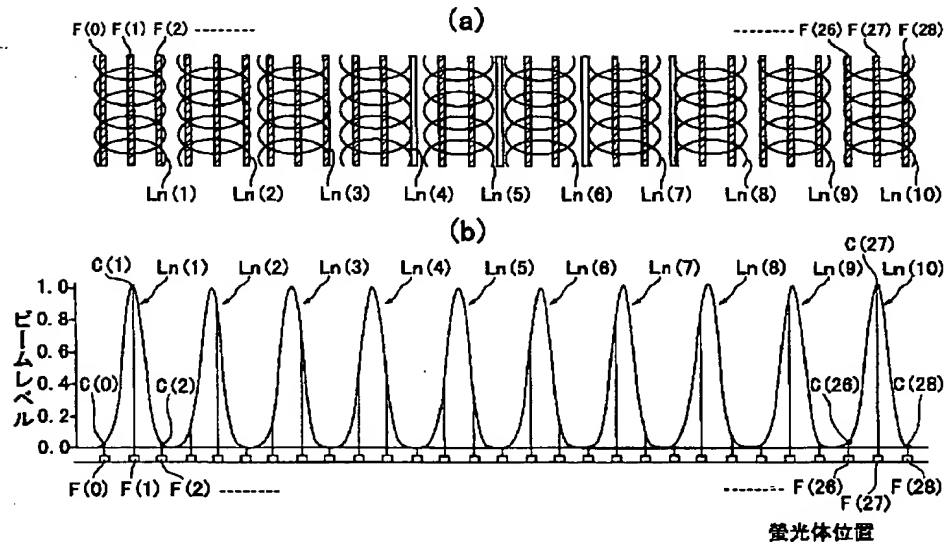 (a)
F(0) F(1) F(2) -------- -------- F(26) F(27) F(28)
Ln(1) Ln(2) Ln(3) Ln(4) Ln(5) Ln(6) Ln(7) Ln(8) Ln(9) Ln(10)
(b)
C(27)
C(1) Ln(1) Ln(2) Ln(3) Ln(4) Ln(5) Ln(6) Ln(7) Ln(8) Ln(9) Ln(10)
1.0
0.8
0.6
0.4
0.2
0.0
ビームレベル
C(0) C(2) C(26) C(28)
F(0) F(1) F(2) -------- -------- F(26) F(27) F(28)
螢光体位置